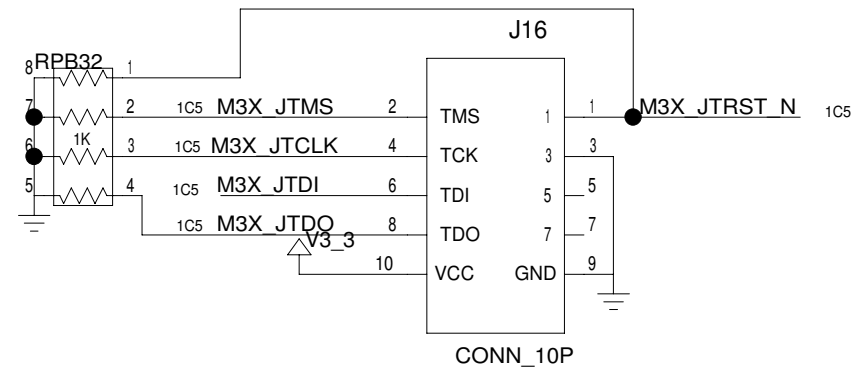 J16
8 RPB32 1
7 2 1C5 M3X_JTMS 2 TMS 1 1 M3X_JTRST_N 1C5
1K
6 3 1C5 M3X_JTCLK 4 TCK 3 3
5 4 1C5 M3X_JTDI 6 TDI 5 5
1C5 M3X_JTDO 8 TDO 7 7
V3_3
10 VCC GND 9
CONN_10P